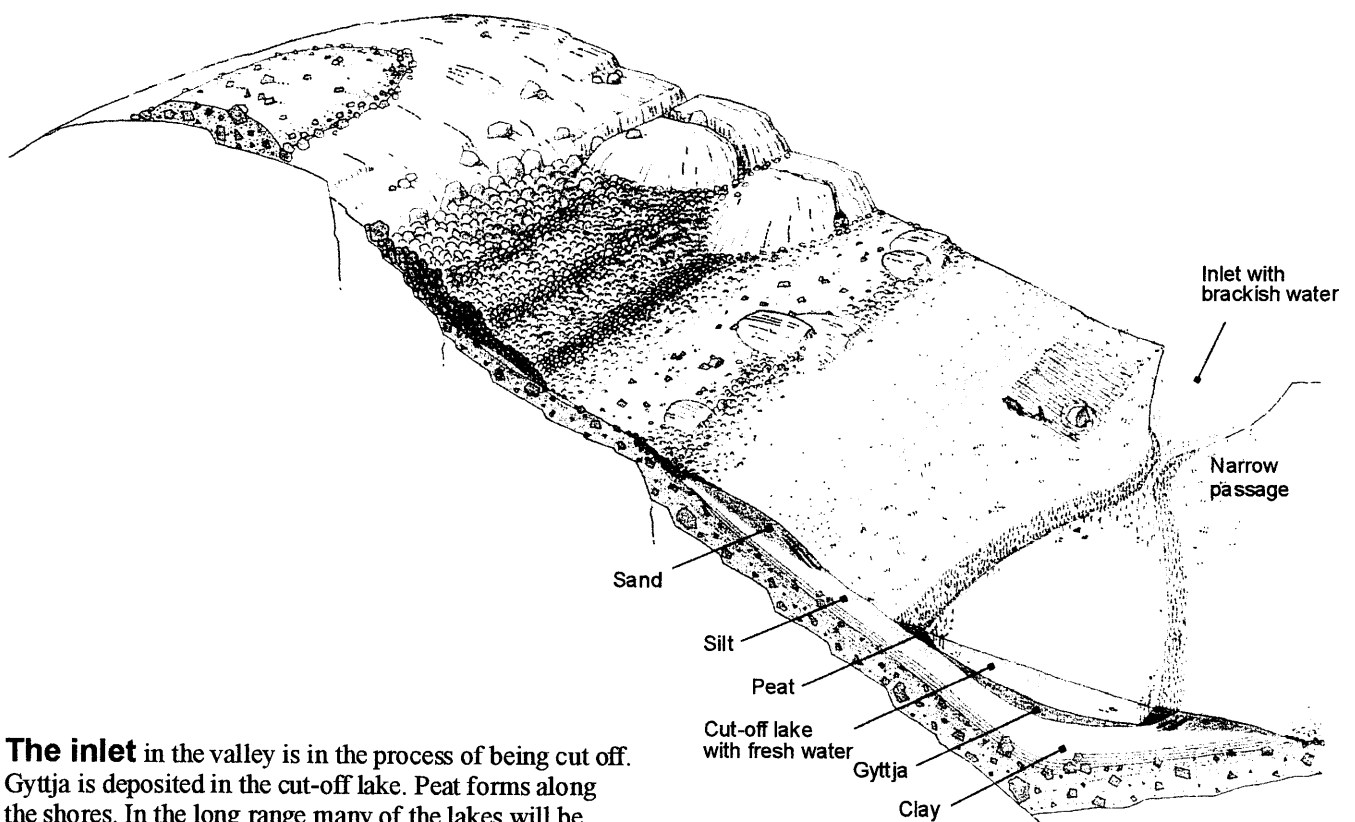 Inlet with
brackish water
Narrow
passage
Sand
Silt
Peat
Cut-off lake
with fresh water
Gyttja
Clay
The inlet in the valley is in the process of being cut off.
Gyttja is deposited in the cut-off lake. Peat forms along
the shores. In the long range many of the lakes will be